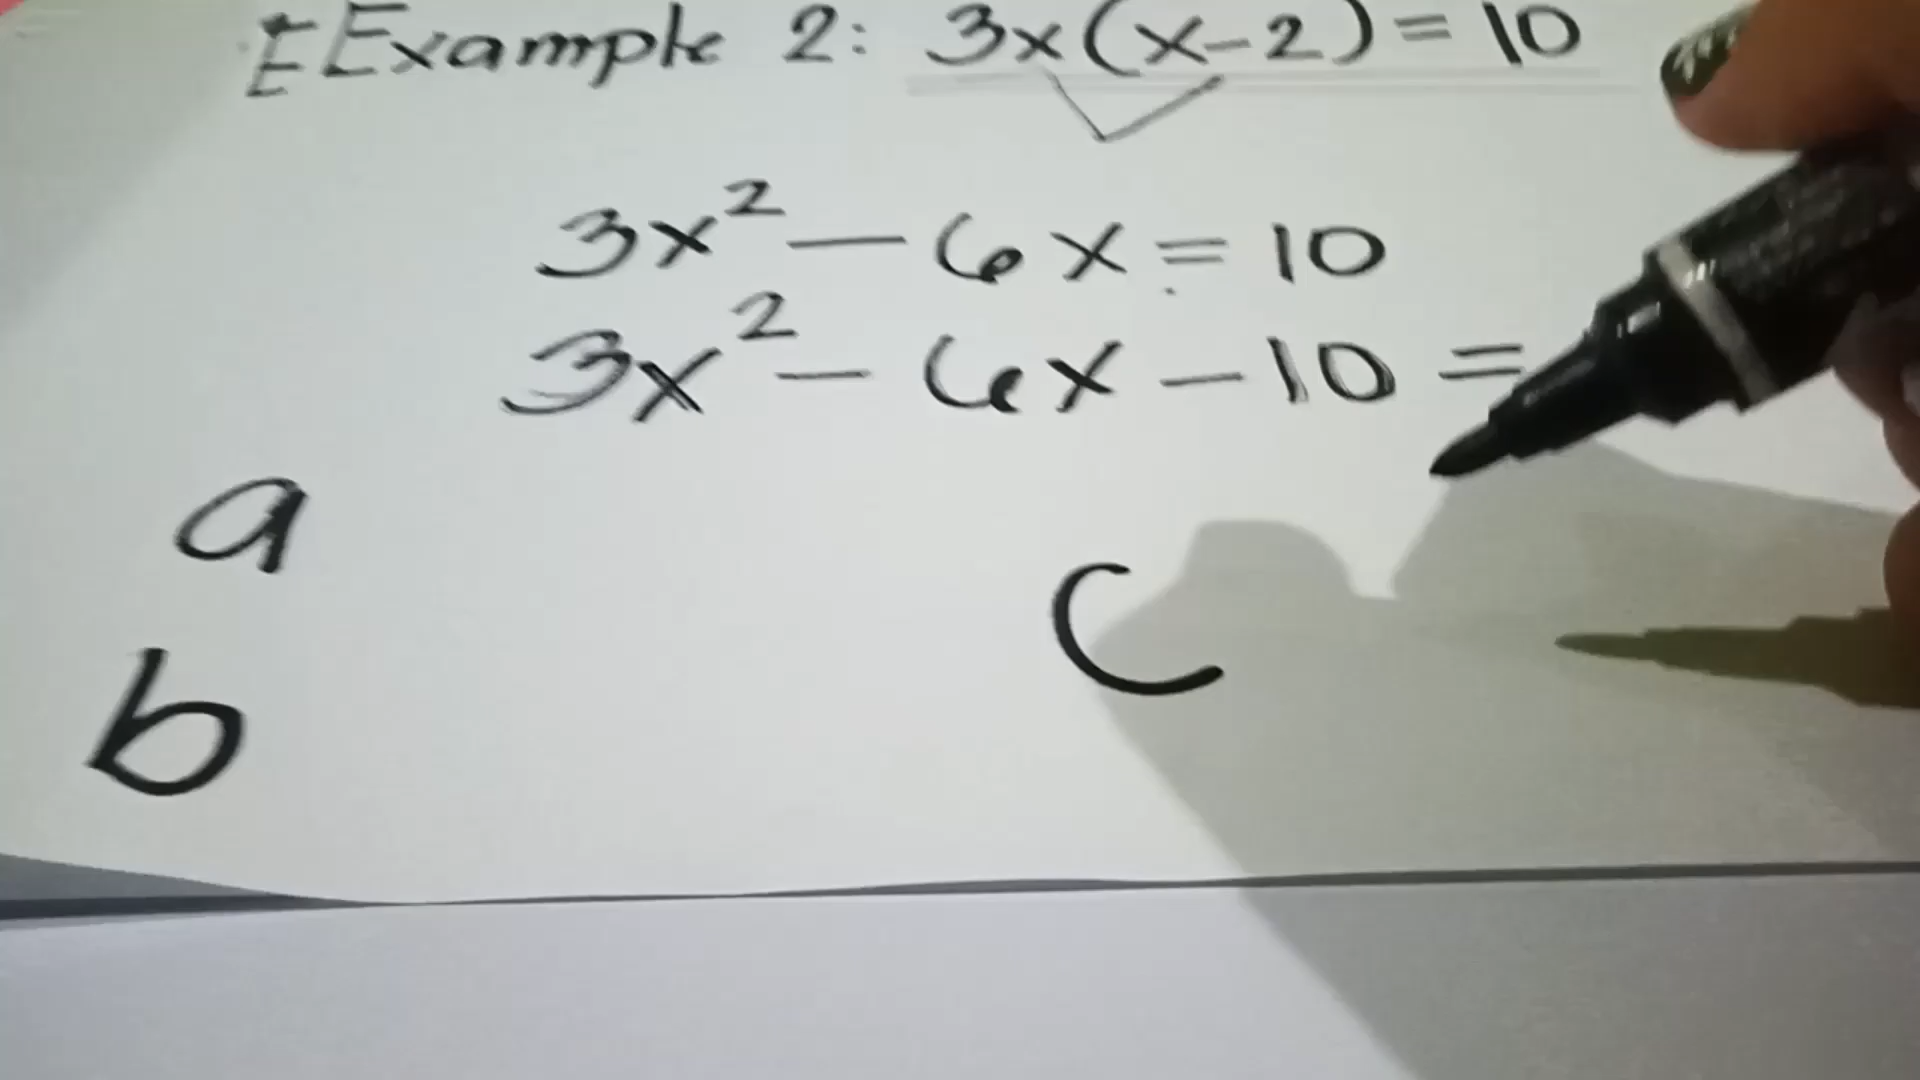 Example 2: 3x(x-2) = 10
3x² - 6x = 10
3x² - 6x - 10 =
a
b
c